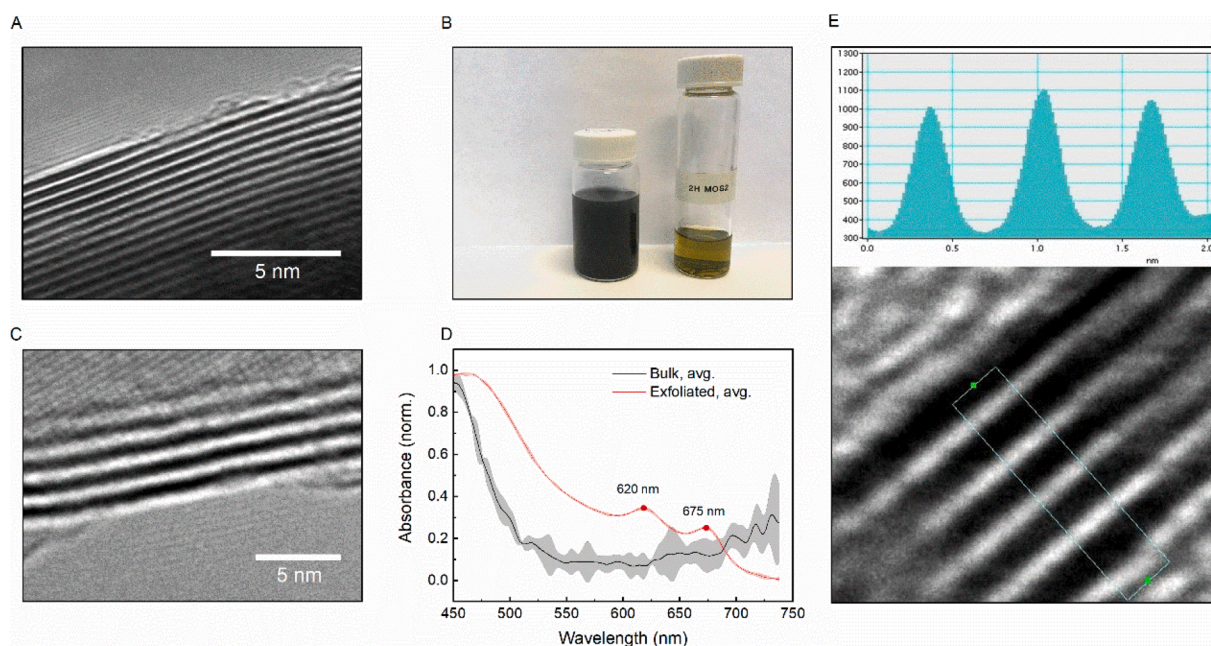 A
5 nm
B
2H MOS2
C
5 nm
D
Absorbance (norm.)
1.0
0.8
0.6
0.4
0.2
0.0
Bulk, avg.
Exfoliated, avg.
620 nm
675 nm
450 500 550 600 650 700 750
Wavelength (nm)
E
1300
1200
1100
1000
900
800
700
600
500
400
300
0.0 0.5 1.0 1.5 2.0
nm